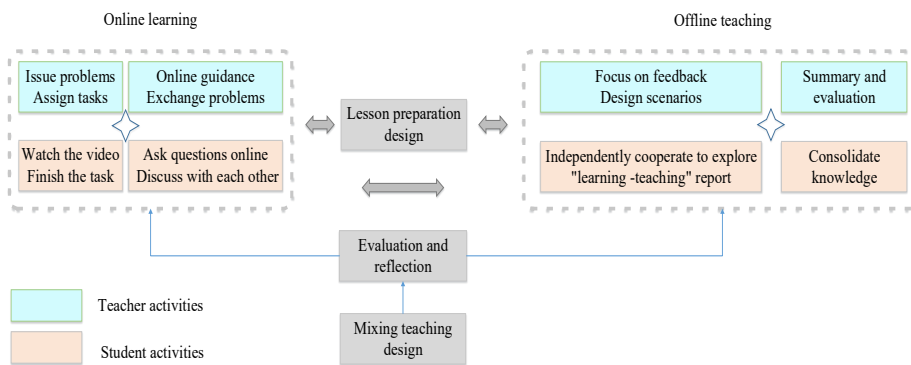 Online learning
Offline teaching
Issue problems
Assign tasks
Online guidance
Exchange problems
Watch the video
Finish the task
Ask questions online
Discuss with each other
Lesson preparation
design
Focus on feedback
Design scenarios
Summary and
evaluation
Independently cooperate to explore
"learning -teaching" report
Consolidate
knowledge
Evaluation and
reflection
Mixing teaching
design
Teacher activities
Student activities